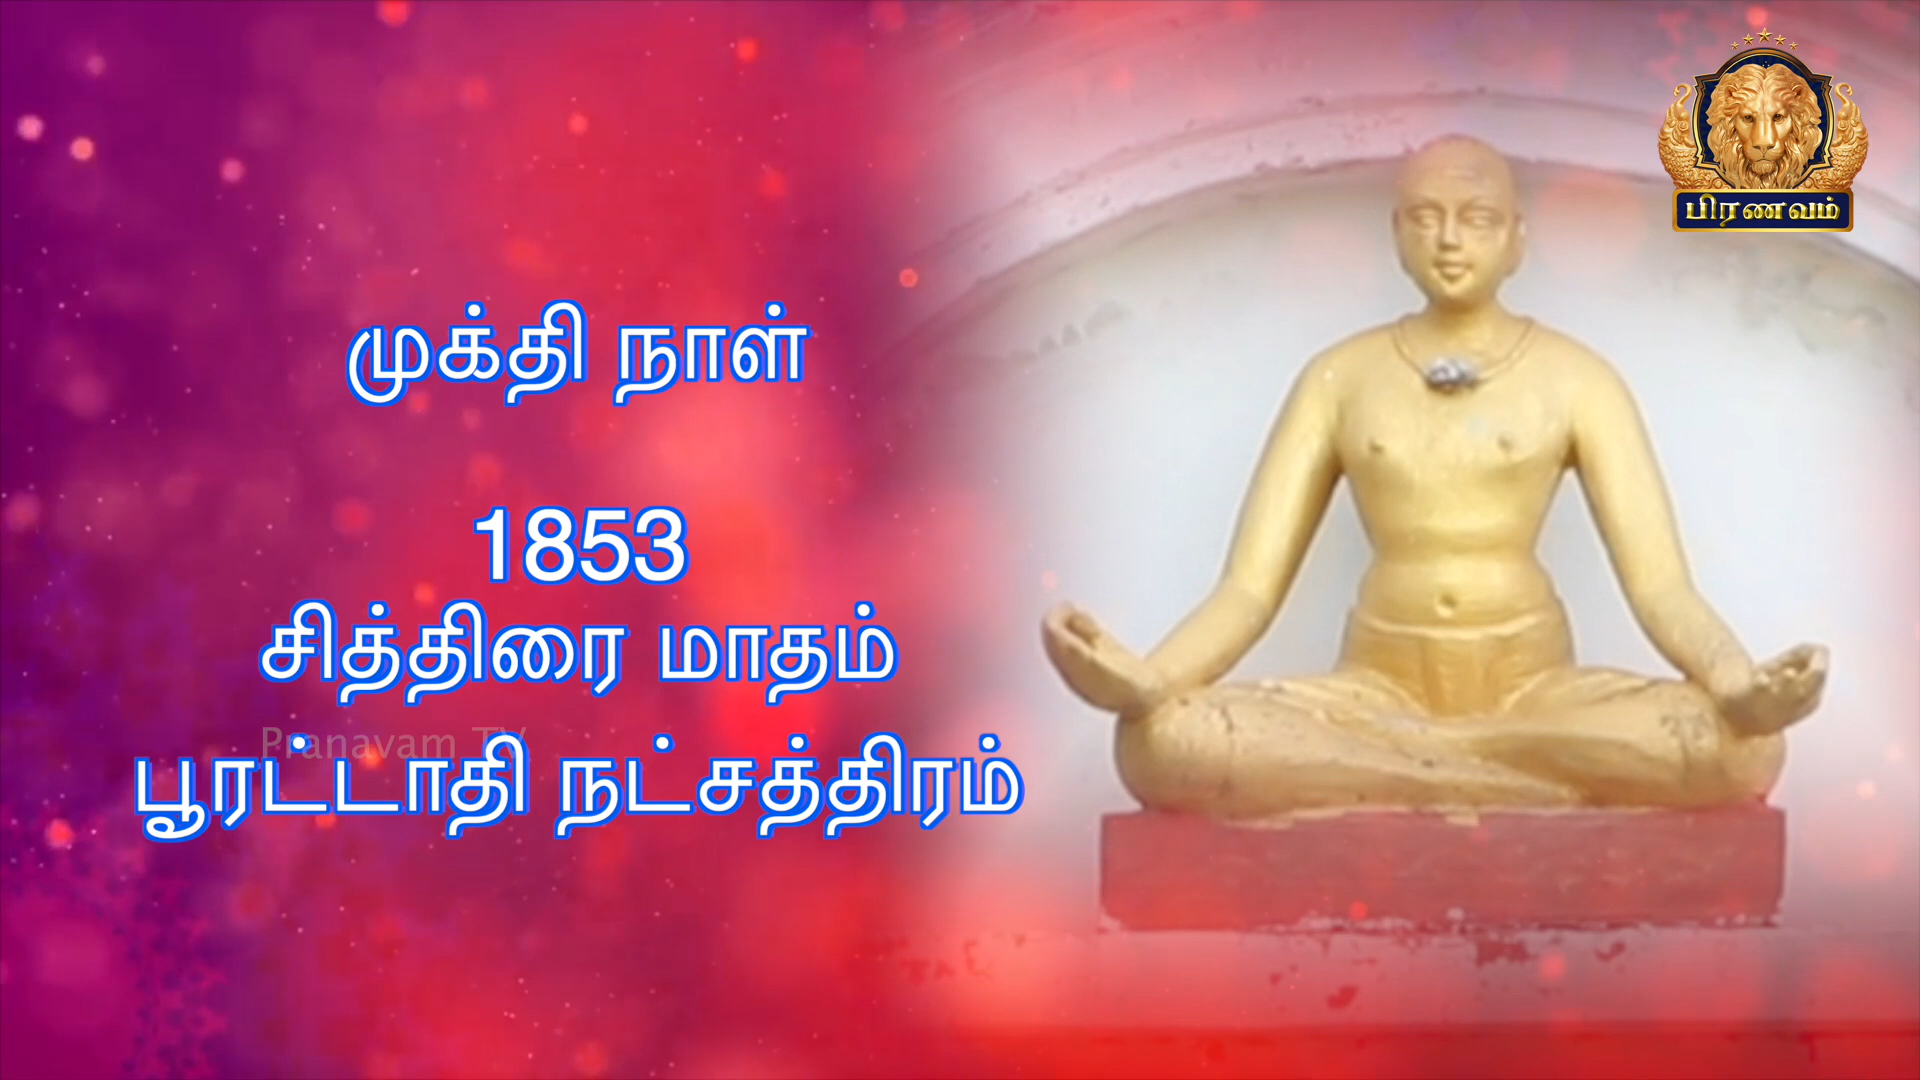 பிரணவம்
முக்தி நாள்
1853
சித்திரை மாதம்
Pranavam TV
பூரட்டாதி நட்சத்திரம்